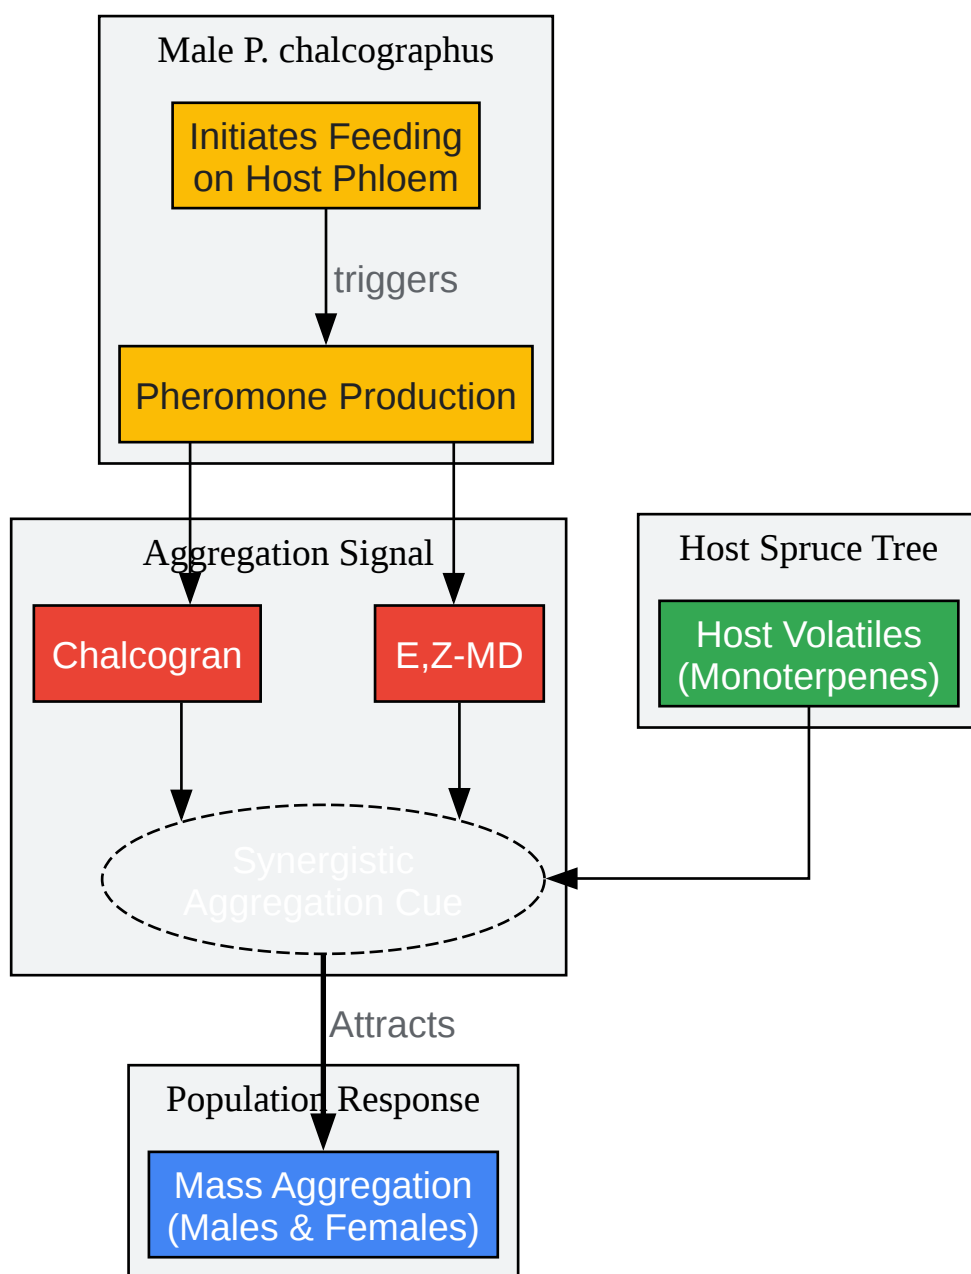 Male P. chalcographus
Initiates Feeding
on Host Phloem
triggers
Pheromone Production
Aggregation Signal
Host Spruce Tree
Chalcogran
E,Z-MD
Host Volatiles
(Monoterpenes)
Synergistic
Aggregation Cue
Attracts
Population Response
Mass Aggregation
(Males & Females)